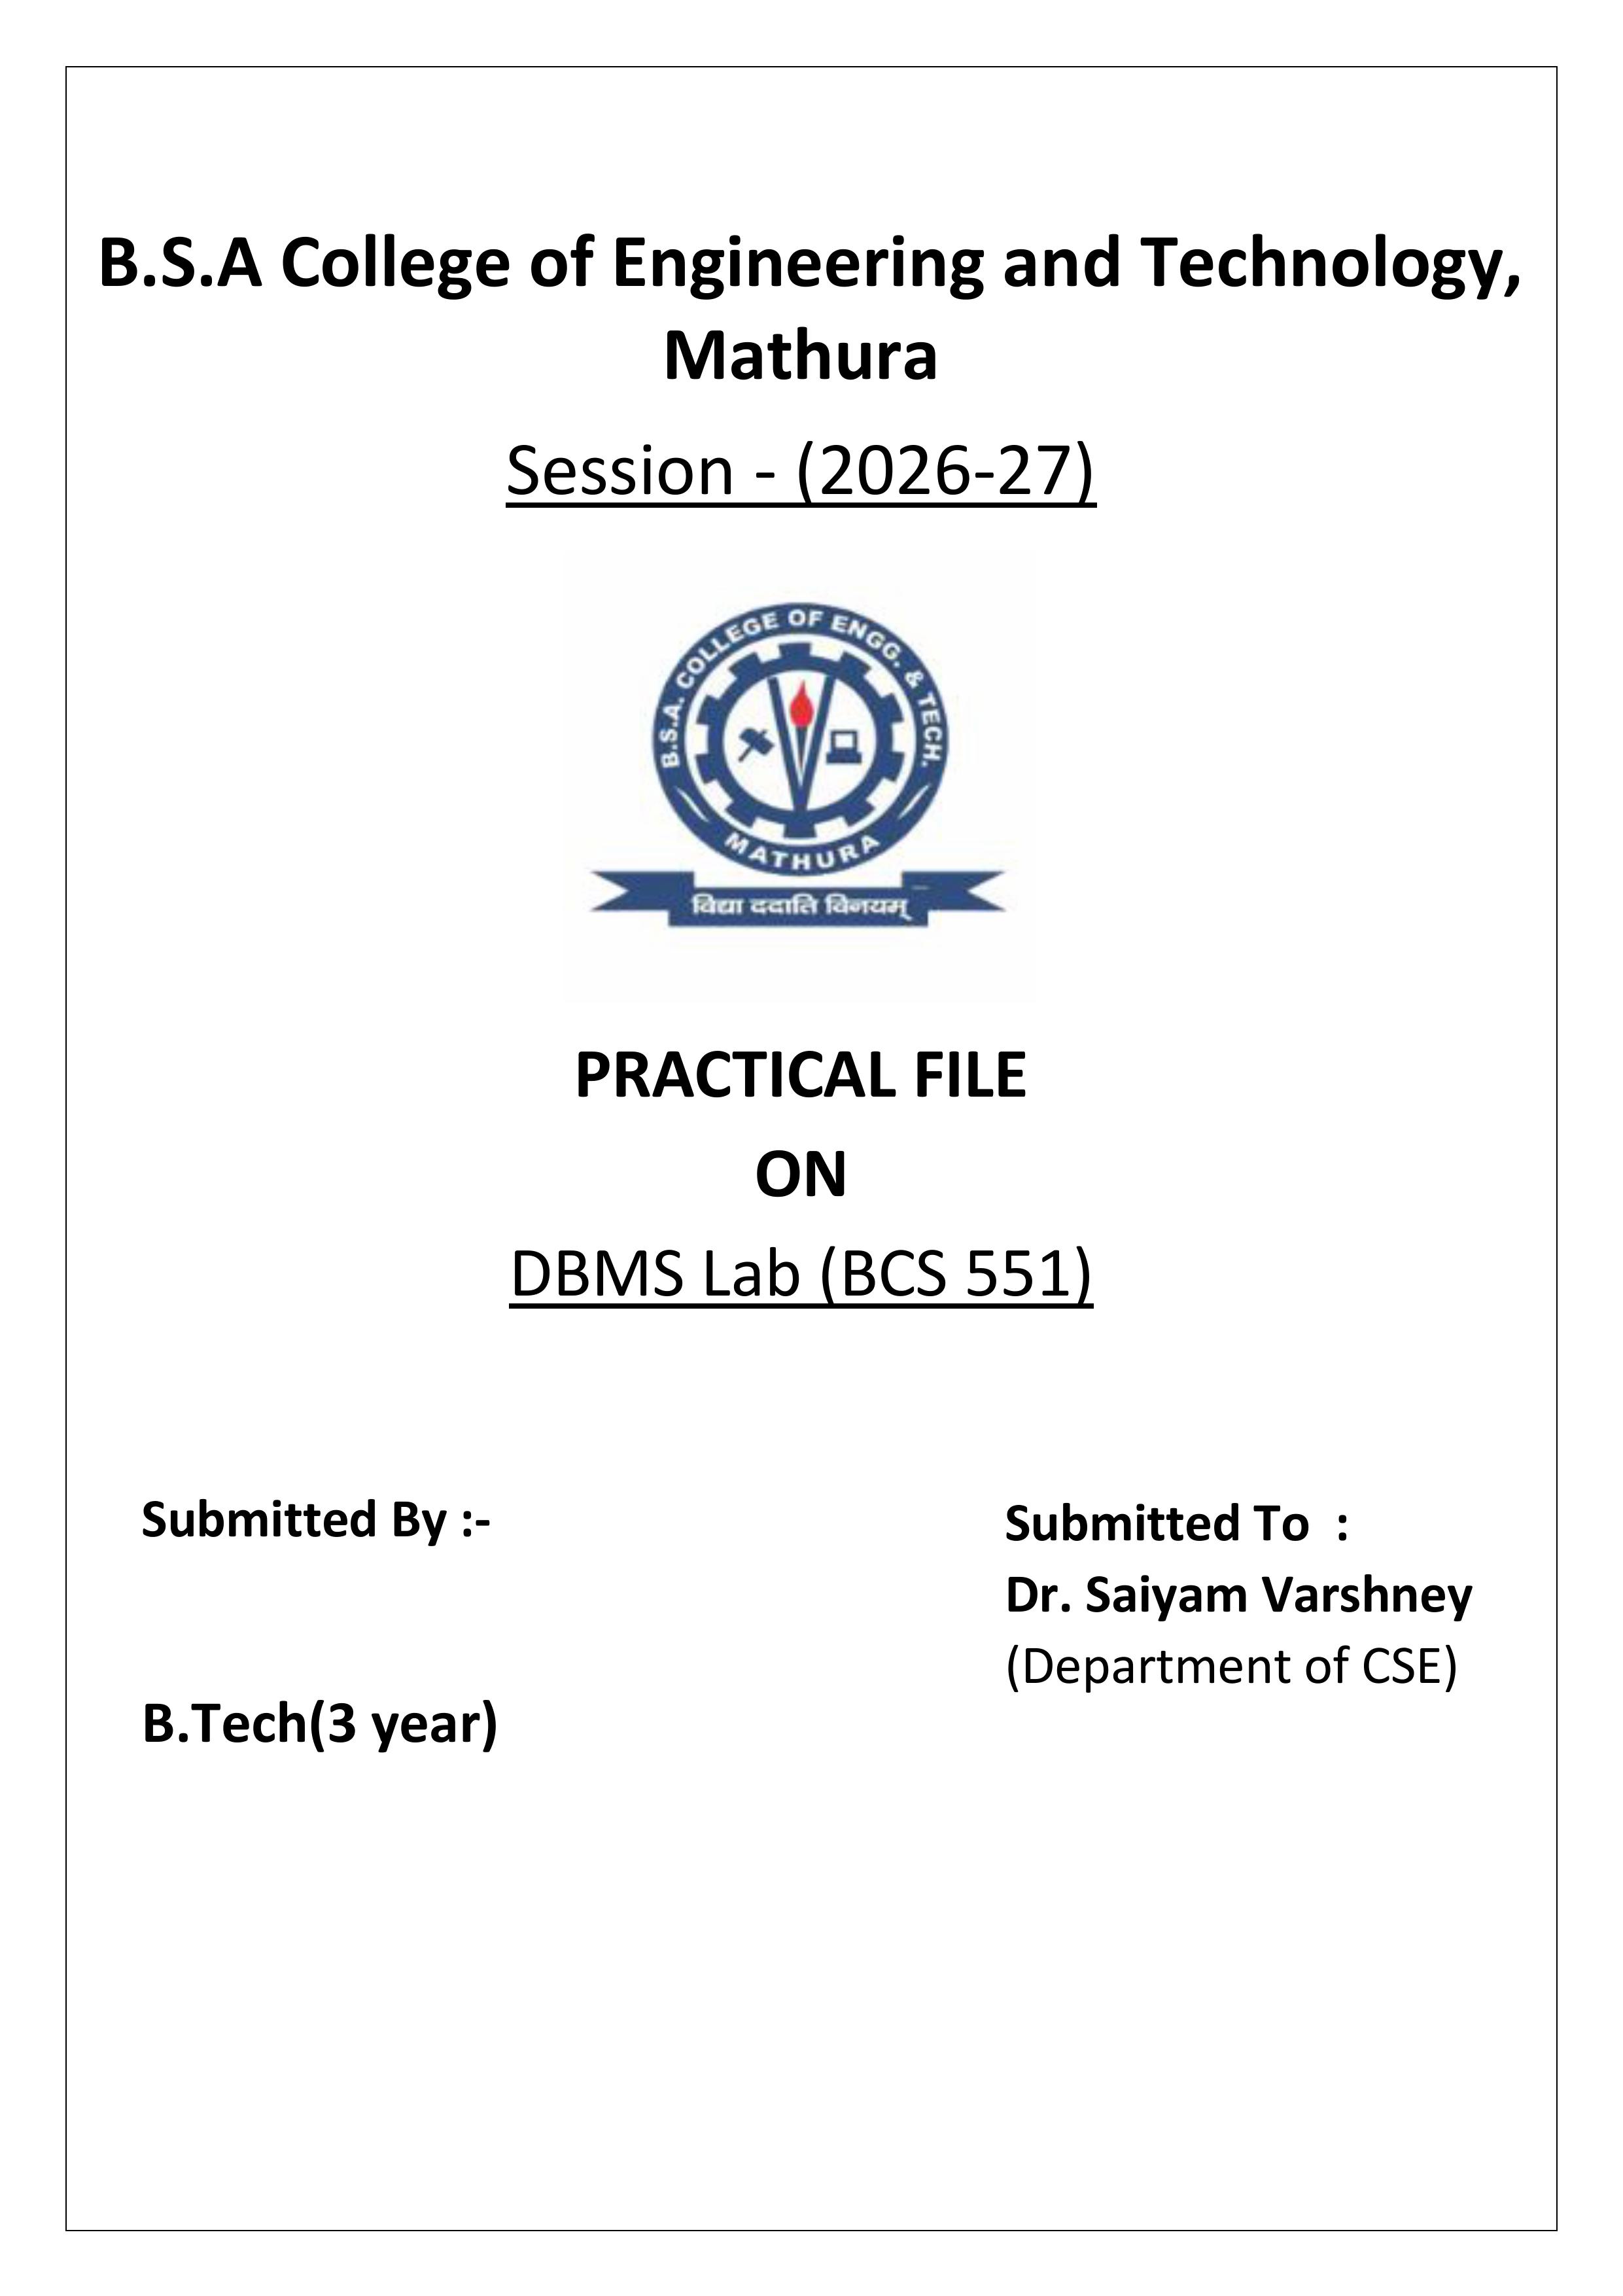 B.S.A College of Engineering and Technology,
Mathura
Session - (2026-27)
B.S.A. COLLEGE OF ENGG. & TECH.
MATHURA
विद्या ददाति विनयम्
PRACTICAL FILE
ON
DBMS Lab (BCS 551)
Submitted By :-
B.Tech(3 year)
Submitted To :
Dr. Saiyam Varshney
(Department of CSE)